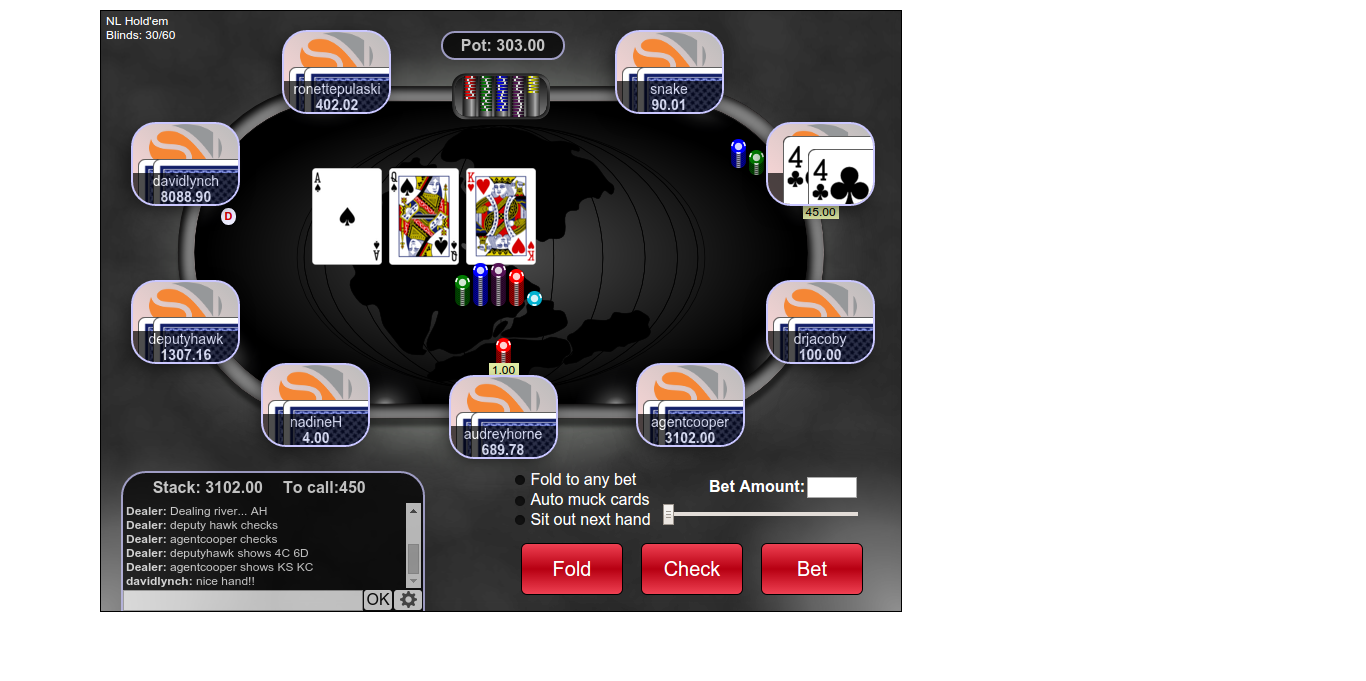 NL Hold'em
Blinds: 30/60
Pot: 303.00
ronettepulaski
402.02
snake
90.01
davidlynch
8088.90
D
4
4
45.00
A
A
Q
Q
K
K
deputyhawk
1307.16
drjacoby
100.00
1.00
nadineH
4.00
audreyhorne
689.78
agentcooper
3102.00
Stack: 3102.00 To call:450
Dealer: Dealing river... AH
Dealer: deputy hawk checks
Dealer: agentcooper checks
Dealer: deputyhawk shows 4C 6D
Dealer: agentcooper shows KS KC
davidlynch: nice hand!!
OK
Fold to any bet
Auto muck cards
Sit out next hand
Bet Amount:
Fold Check Bet